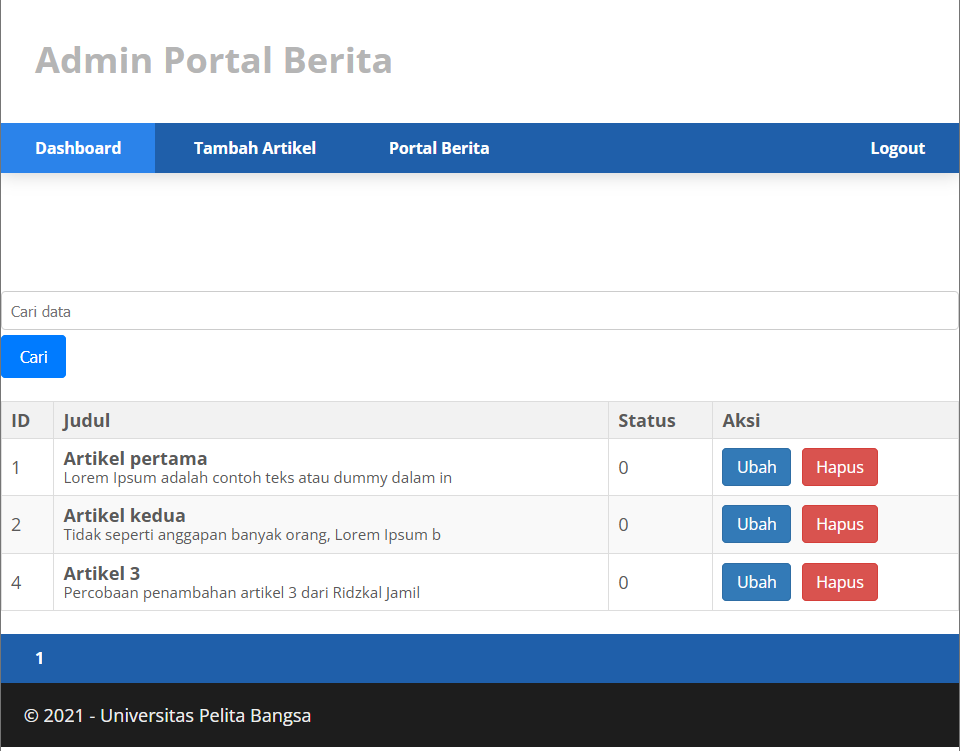 Admin Portal Berita
Dashboard Tambah Artikel Portal Berita Logout
Cari data
Cari
ID Judul Status Aksi
Artikel pertama
1 Lorem Ipsum adalah contoh teks atau dummy dalam in 0 Ubah Hapus
Artikel kedua
2 Tidak seperti anggapan banyak orang, Lorem Ipsum b 0 Ubah Hapus
Artikel 3
4 Percobaan penambahan artikel 3 dari Ridzkal Jamil 0 Ubah Hapus
1
© 2021 - Universitas Pelita Bangsa